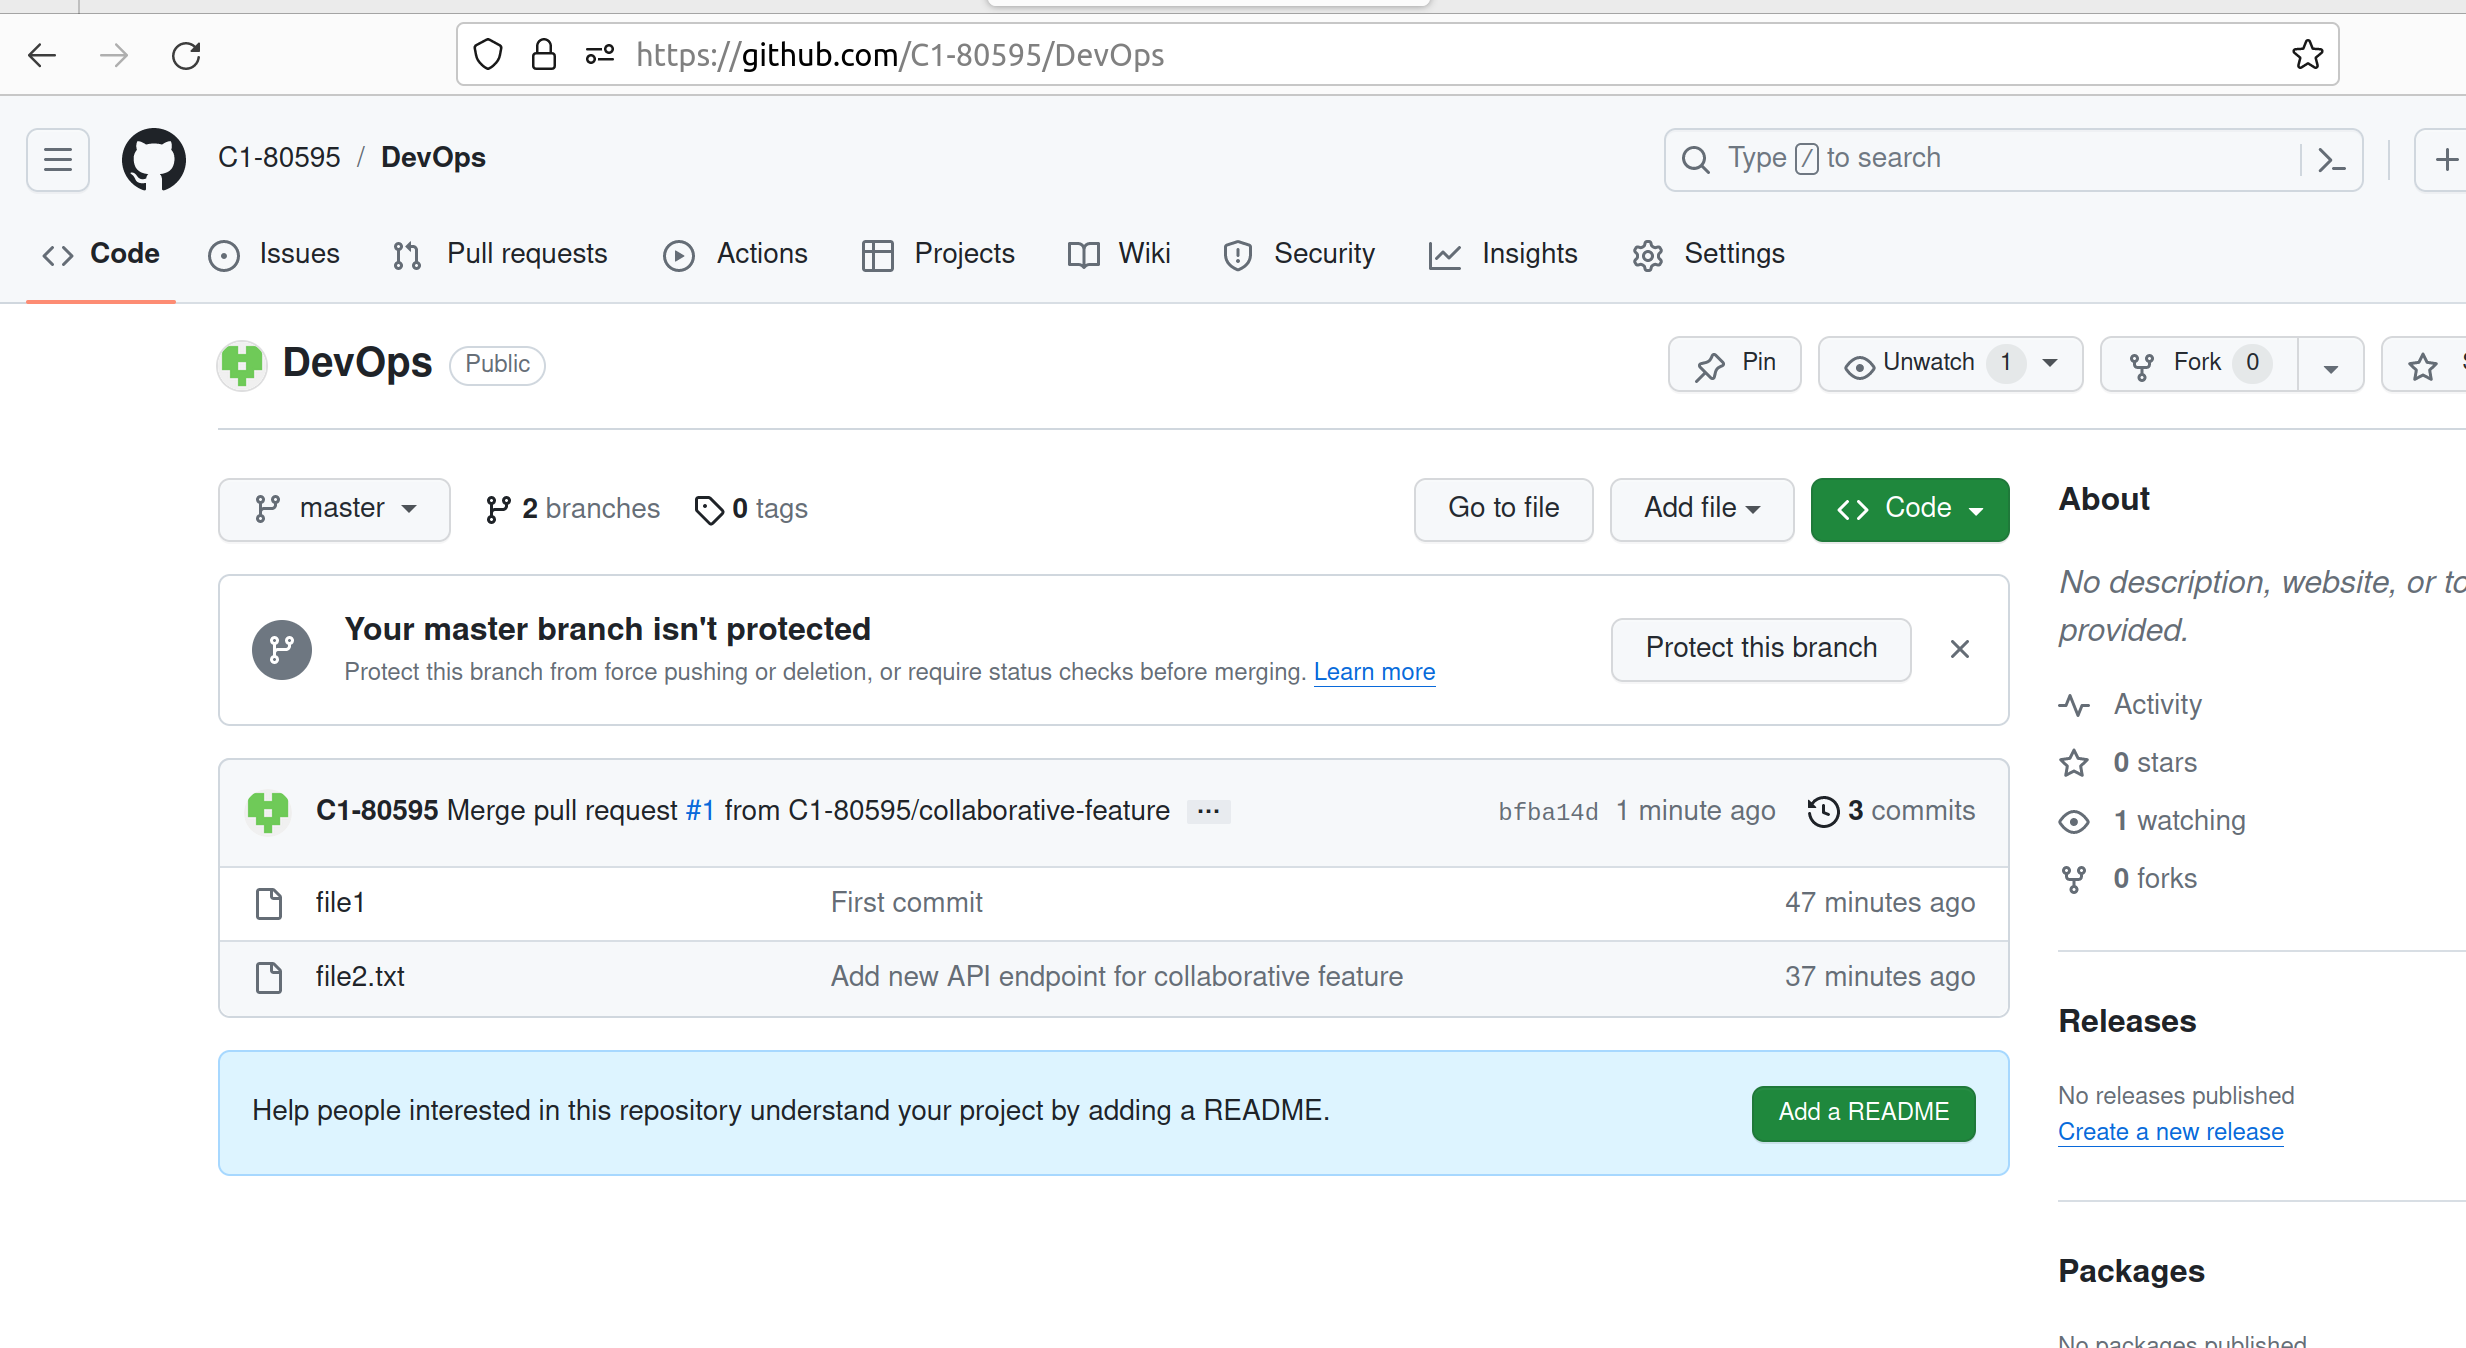 https://github.com/C1-80595/DevOps
C1-80595 / DevOps
Type / to search
Code Issues Pull requests Actions Projects Wiki Security Insights Settings
DevOps Public
Pin Unwatch 1 Fork 0
master 2 branches 0 tags
Go to file Add file Code
Your master branch isn't protected
Protect this branch from force pushing or deletion, or require status checks before merging. Learn more
Protect this branch
C1-80595 Merge pull request #1 from C1-80595/collaborative-feature ... bfba14d 1 minute ago 3 commits
file1 First commit 47 minutes ago
file2.txt Add new API endpoint for collaborative feature 37 minutes ago
Help people interested in this repository understand your project by adding a README.
Add a README
About
No description, website, or
provided.
Activity
0 stars
1 watching
0 forks
Releases
No releases published
Create a new release
Packages
No packages published